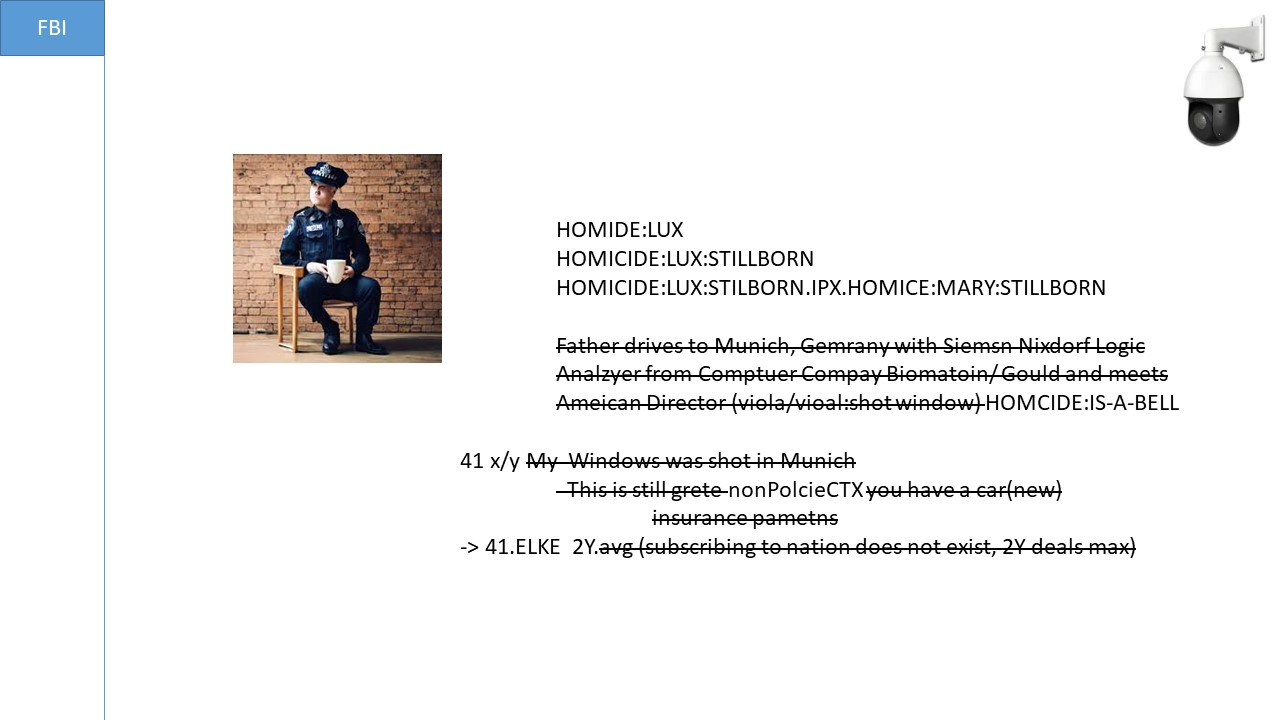 FBI
HOMIDE:LUX
HOMICIDE:LUX:STILLBORN
HOMICIDE:LUX:STILBORN.IPX.HOMICE:MARY:STILLBORN
Father drives to Munich, Gemrany with Siemsn Nixdorf Logic
Analzyer from Comptuer Compay Biomatoin/Gould and meets
Ameican Director (viola/vioal:shot window) HOMCIDE:IS-A-BELL
41 x/y My  Windows was shot in Munich
- This is still grete - nonPolcieCTX you have a car(new)
insurance pametns
-> 41.ELKE  2Y.avg (subscribing to nation does not exist, 2Y deals max)